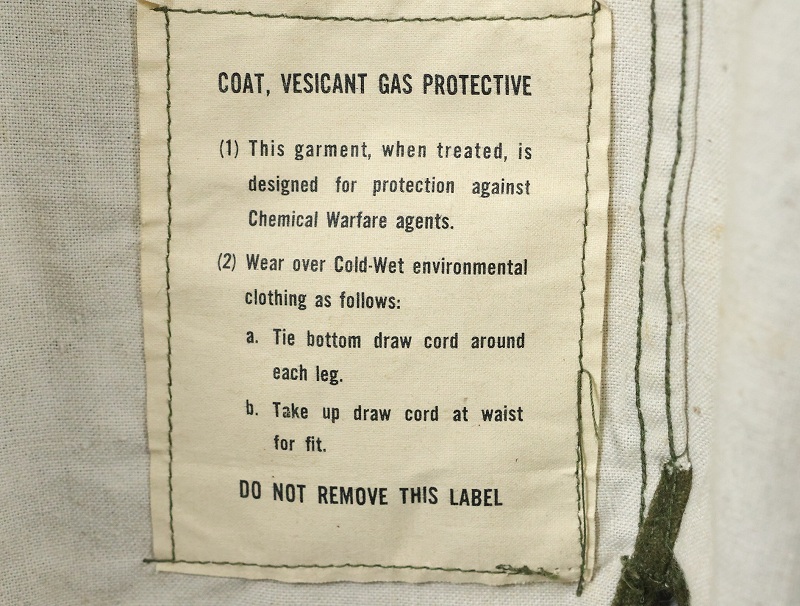 COAT, VESICANT GAS PROTECTIVE
(1) This garment, when treated, is
designed for protection against
Chemical Warfare agents.
(2) Wear over Cold-Wet environmental
clothing as follows:
a. Tie bottom draw cord around
each leg.
b. Take up draw cord at waist
for fit.
DO NOT REMOVE THIS LABEL